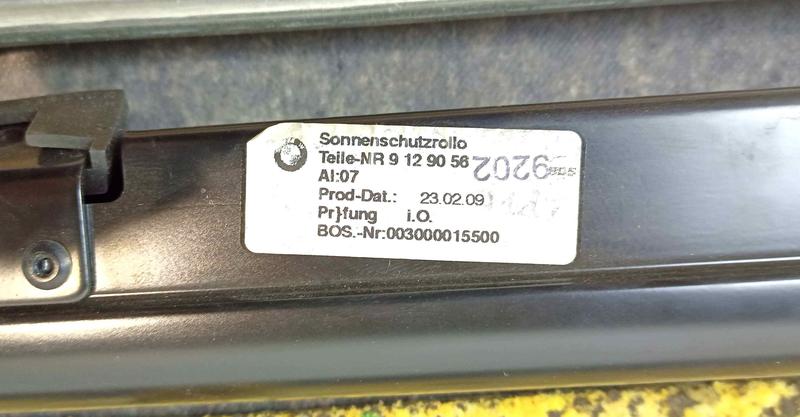 Sonnenschutzrollo
Teile-NR 9 12 90 56
AI:07
Prod-Dat.: 23.02.09
Pr}fung i.O.
BOS.-Nr:003000015500
9202